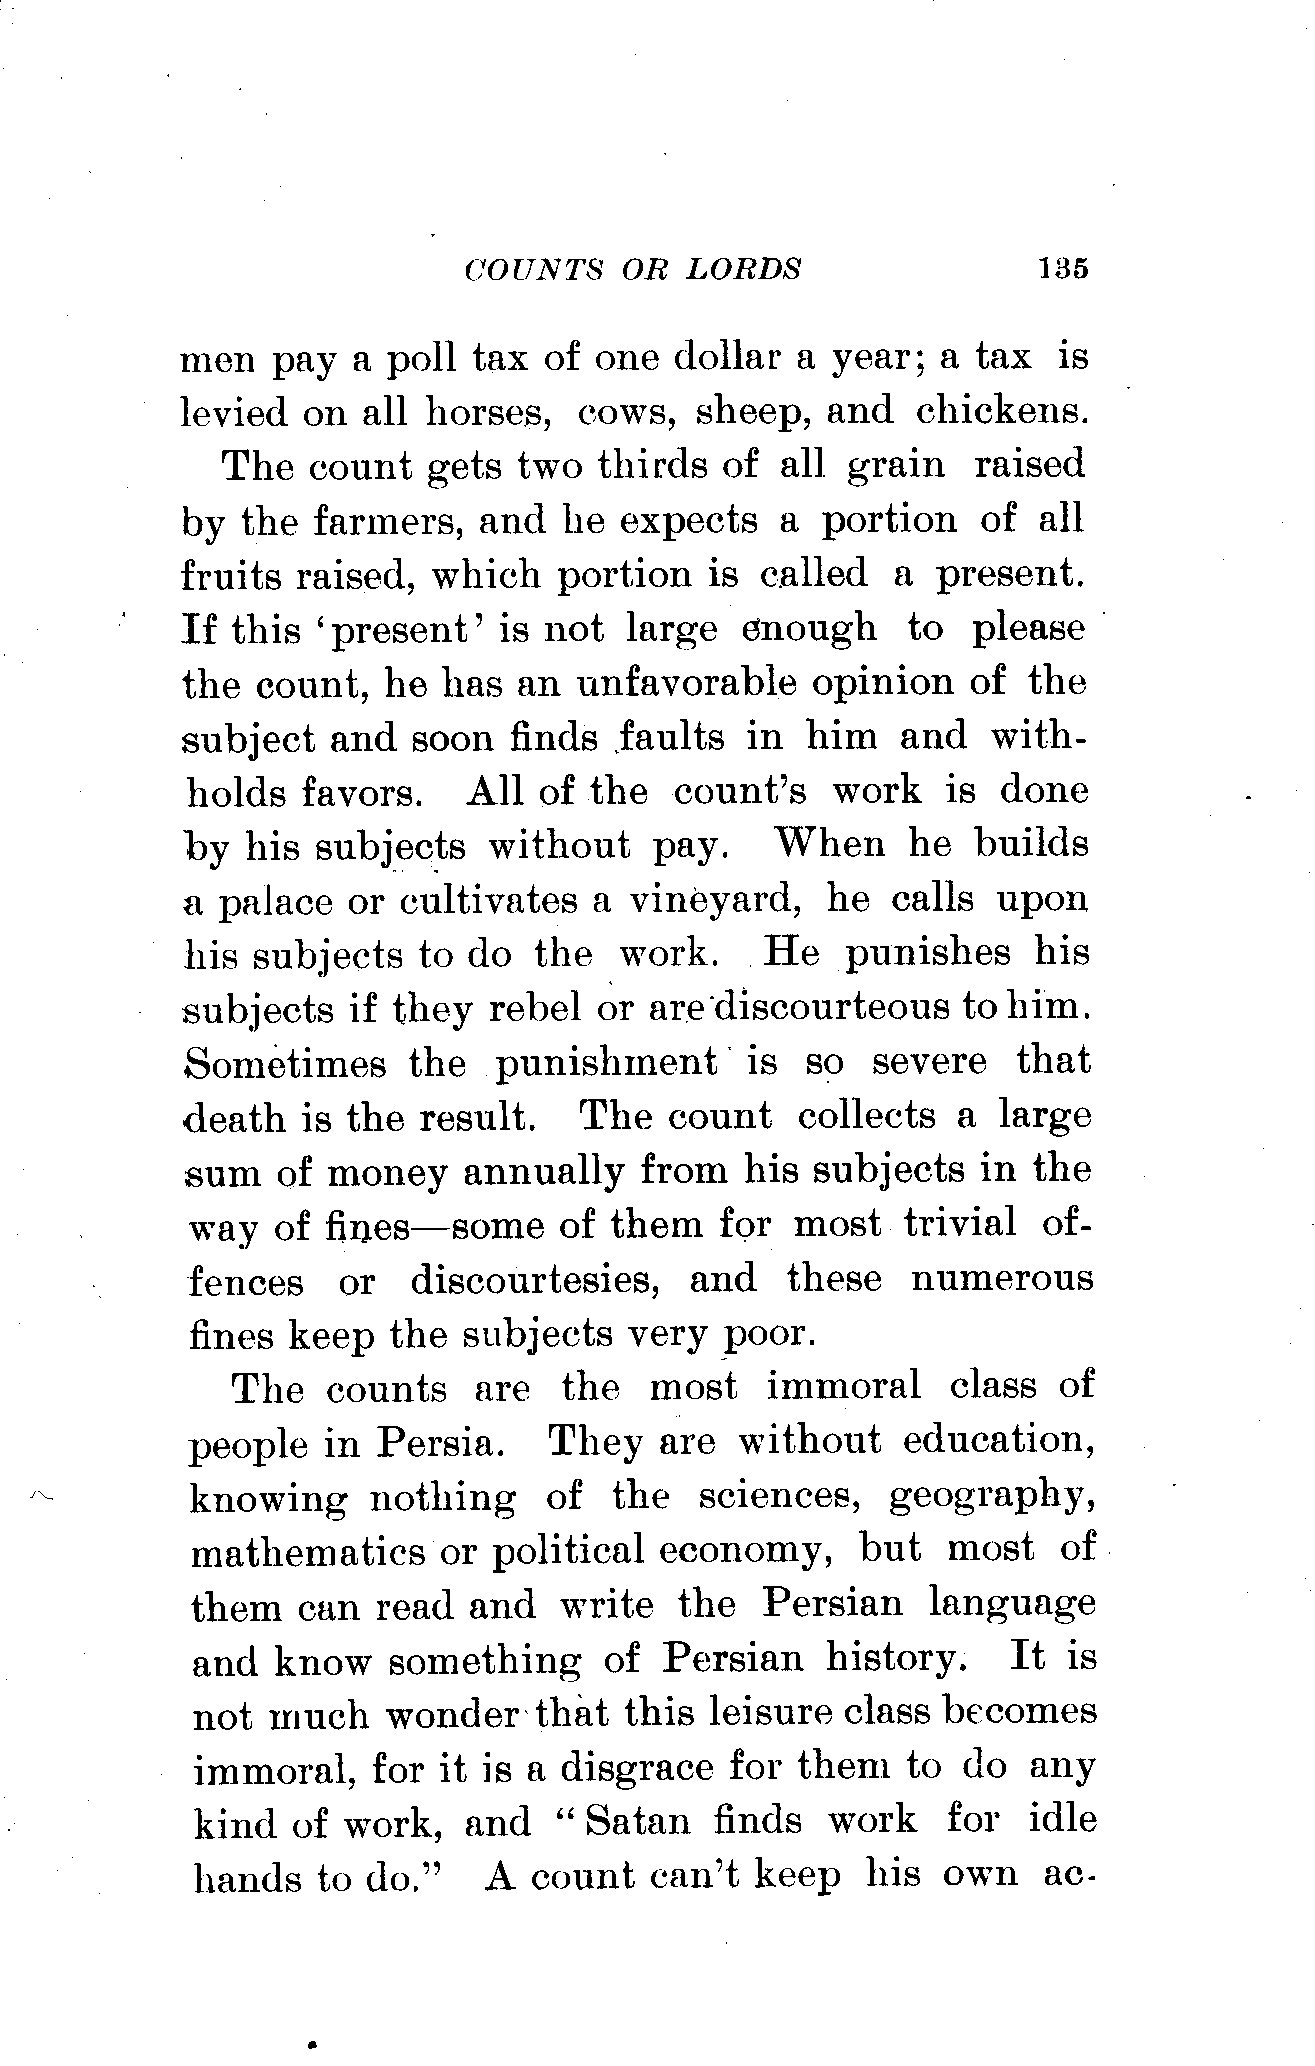 COUNTS OR LORDS 135
men pay a poll tax of one dollar a year; a tax is
levied on all horses, cows, sheep, and chickens.
The count gets two thirds of all grain raised
by the farmers, and he expects a portion of all
fruits raised, which portion is called a present.
If this 'present' is not large enough to please
the count, he has an unfavorable opinion of the
subject and soon finds faults in him and with-
holds favors. All of the count's work is done
by his subjects without pay. When he builds
a palace or cultivates a vineyard, he calls upon
his subjects to do the work. He punishes his
subjects if they rebel or are discourteous to him.
Sometimes the punishment is so severe that
death is the result. The count collects a large
sum of money annually from his subjects in the
way of fines—some of them for most trivial of-
fences or discourtesies, and these numerous
fines keep the subjects very poor.
The counts are the most immoral class of
people in Persia. They are without education,
knowing nothing of the sciences, geography,
mathematics or political economy, but most of
them can read and write the Persian language
and know something of Persian history. It is
not much wonder that this leisure class becomes
immoral, for it is a disgrace for them to do any
kind of work, and "Satan finds work for idle
hands to do." A count can't keep his own ac-